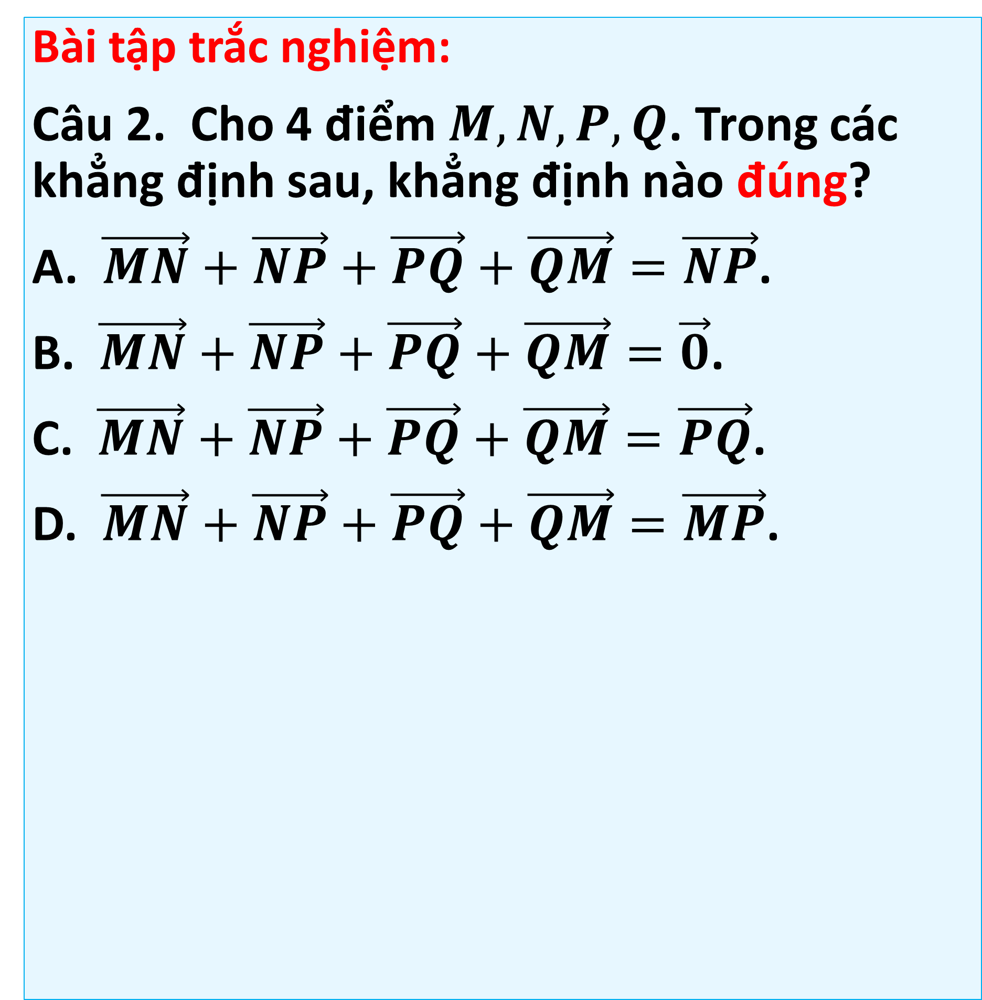 Bài tập trắc nghiệm:
Câu 2. Cho 4 điểm $M, N, P, Q$. Trong các
khẳng định sau, khẳng định nào đúng?
A. $\overrightarrow{MN} + \overrightarrow{NP} + \overrightarrow{PQ} + \overrightarrow{QM} = \overrightarrow{NP}$.
B. $\overrightarrow{MN} + \overrightarrow{NP} + \overrightarrow{PQ} + \overrightarrow{QM} = \overrightarrow{0}$.
C. $\overrightarrow{MN} + \overrightarrow{NP} + \overrightarrow{PQ} + \overrightarrow{QM} = \overrightarrow{PQ}$.
D. $\overrightarrow{MN} + \overrightarrow{NP} + \overrightarrow{PQ} + \overrightarrow{QM} = \overrightarrow{MP}$.